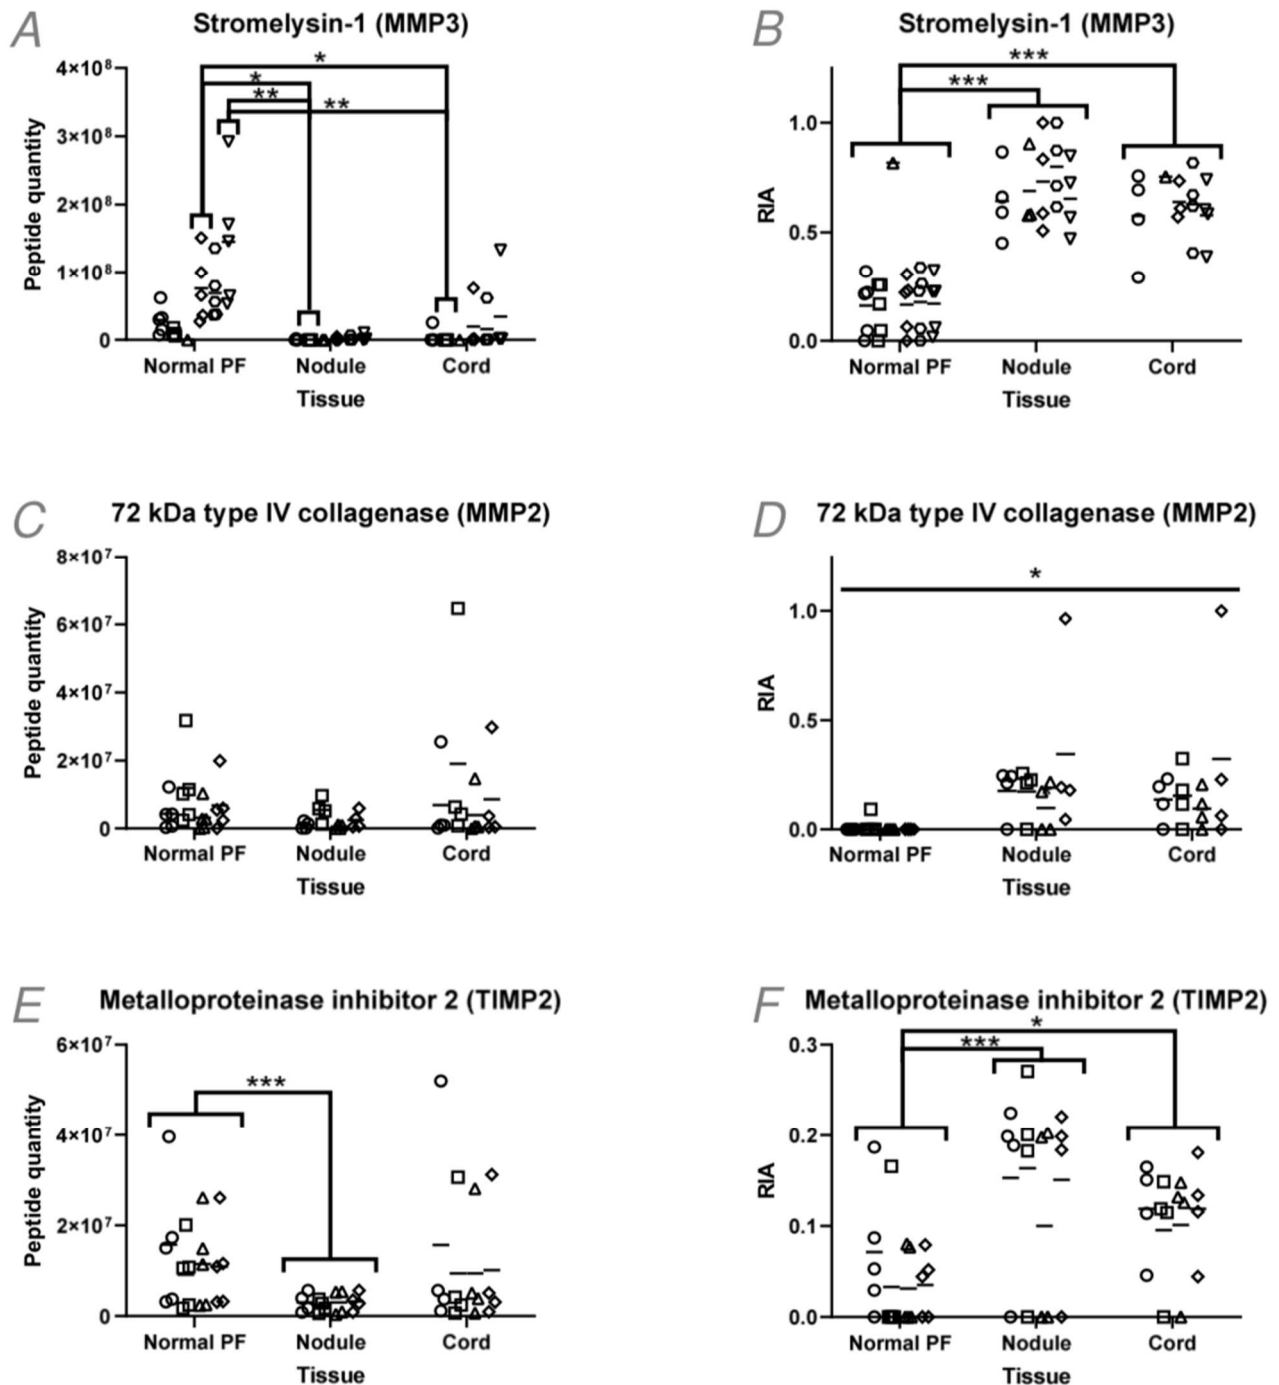 A
Stromelysin-1 (MMP3)
Peptide quantity
4×10⁸
3×10⁸
2×10⁸
1×10⁸
0
*
*
**
**
Normal PF Nodule Cord
Tissue
B
Stromelysin-1 (MMP3)
RIA
1.0
0.5
0.0
***
***
Normal PF Nodule Cord
Tissue
C
72 kDa type IV collagenase (MMP2)
Peptide quantity
8×10⁷
6×10⁷
4×10⁷
2×10⁷
0
Normal PF Nodule Cord
Tissue
D
72 kDa type IV collagenase (MMP2)
RIA
1.0
0.5
0.0
*
Normal PF Nodule Cord
Tissue
E
Metalloproteinase inhibitor 2 (TIMP2)
Peptide quantity
6×10⁷
4×10⁷
2×10⁷
0
***
Normal PF Nodule Cord
Tissue
F
Metalloproteinase inhibitor 2 (TIMP2)
RIA
0.3
0.2
0.1
0.0
*
***
Normal PF Nodule Cord
Tissue